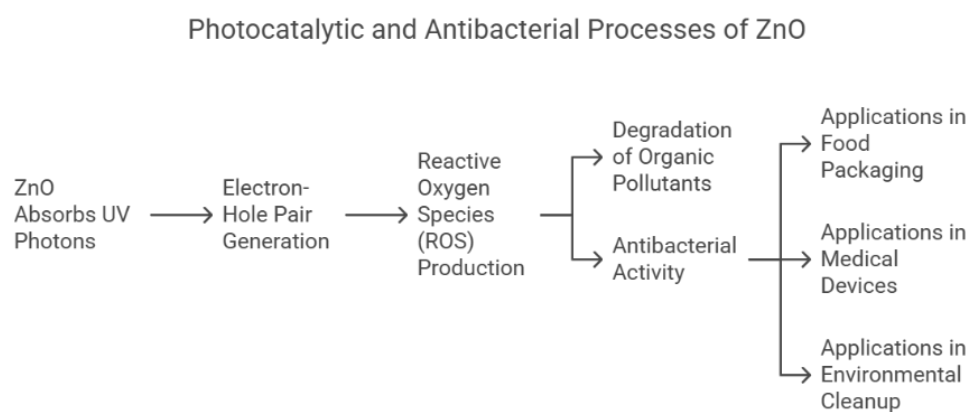 Photocatalytic and Antibacterial Processes of ZnO
ZnO
Absorbs UV
Photons
Electron-
Hole Pair
Generation
Reactive
Oxygen
Species
(ROS)
Production
Degradation
of Organic
Pollutants
Antibacterial
Activity
Applications in
Food
Packaging
Applications in
Medical
Devices
Applications in
Environmental
Cleanup